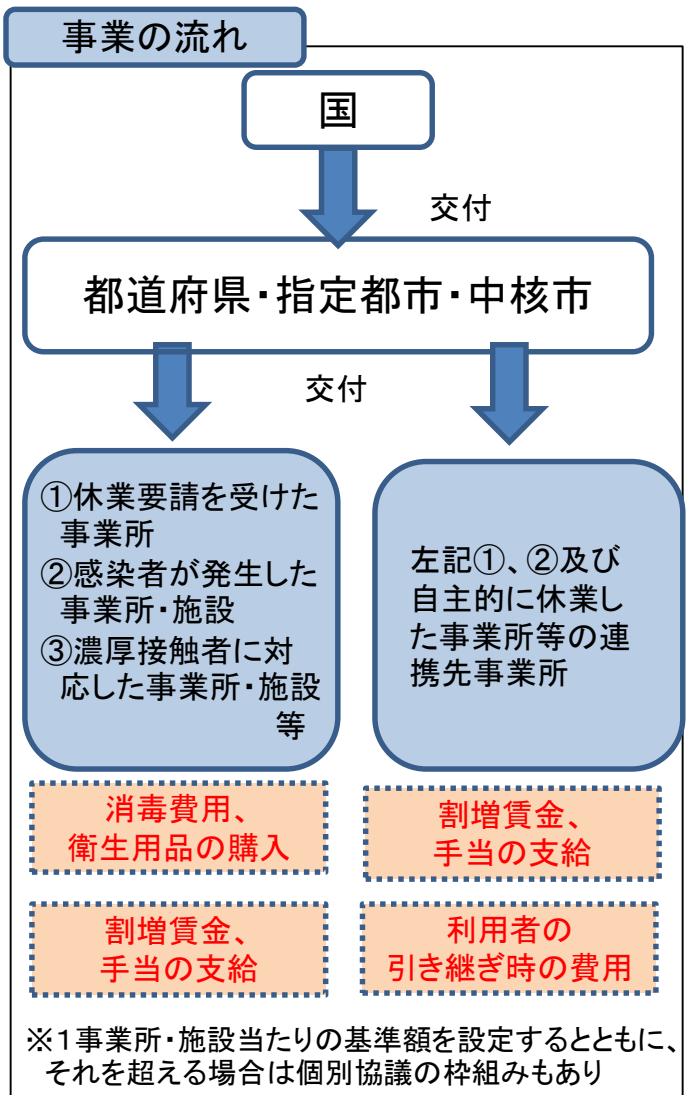 事業の流れ
国
交付
都道府県・指定都市・中核市
交付
①休業要請を受けた
事業所
②感染者が発生した
事業所・施設
③濃厚接触者に対
応した事業所・施設
等
左記①、②及び
自主的に休業し
た事業所等の連
携先事業所
消毒費用、
衛生用品の購入
割増賃金、
手当の支給
割増賃金、
手当の支給
利用者の
引き継ぎ時の費用
※1事業所・施設当たりの基準額を設定するとともに、
それを超える場合は個別協議の枠組みもあり